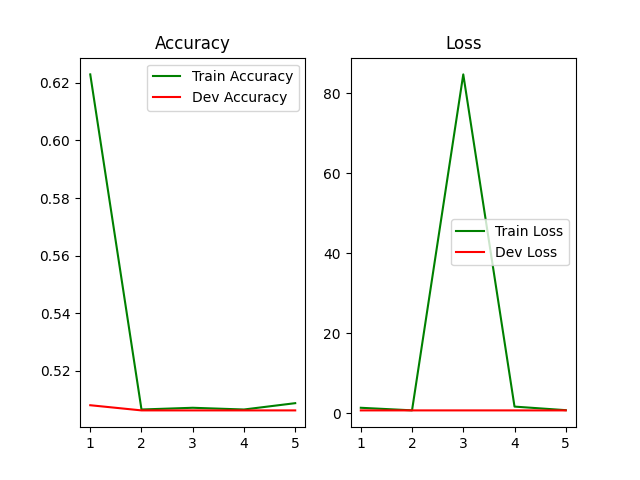 Accuracy
Train Accuracy
Dev Accuracy
0.62
0.60
0.58
0.56
0.54
0.52
1 2 3 4 5
Loss
Train Loss
Dev Loss
80
60
40
20
0
1 2 3 4 5